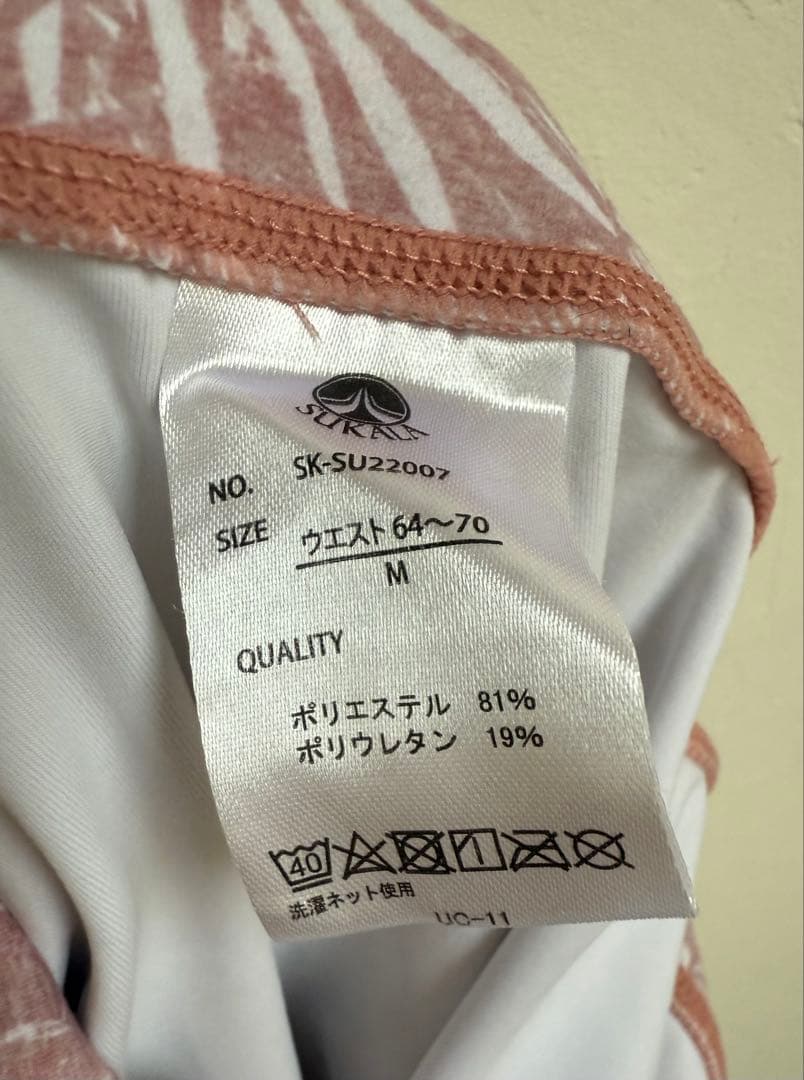 SUKALA
NO. SK-SU22007
SIZE ウエスト64〜70
M
QUALITY
ポリエステル 81%
ポリウレタン 19%
40
洗濯ネット使用
UC-11